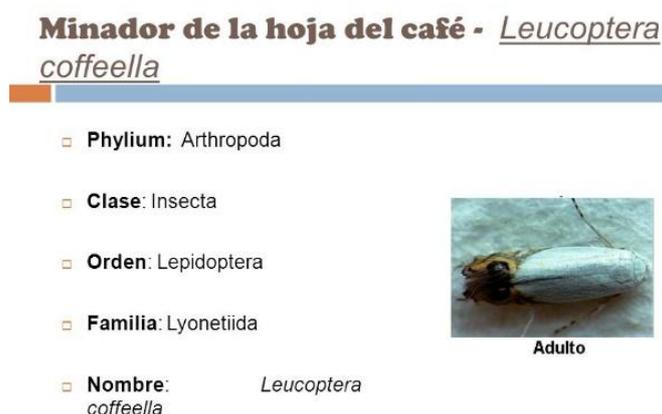 Minador de la hoja del café - Leucoptera
coffeella
Phylium: Arthropoda
Clase: Insecta
Orden: Lepidoptera
Familia: Lyonetiida
Adulto
Nombre: Leucoptera
coffeella